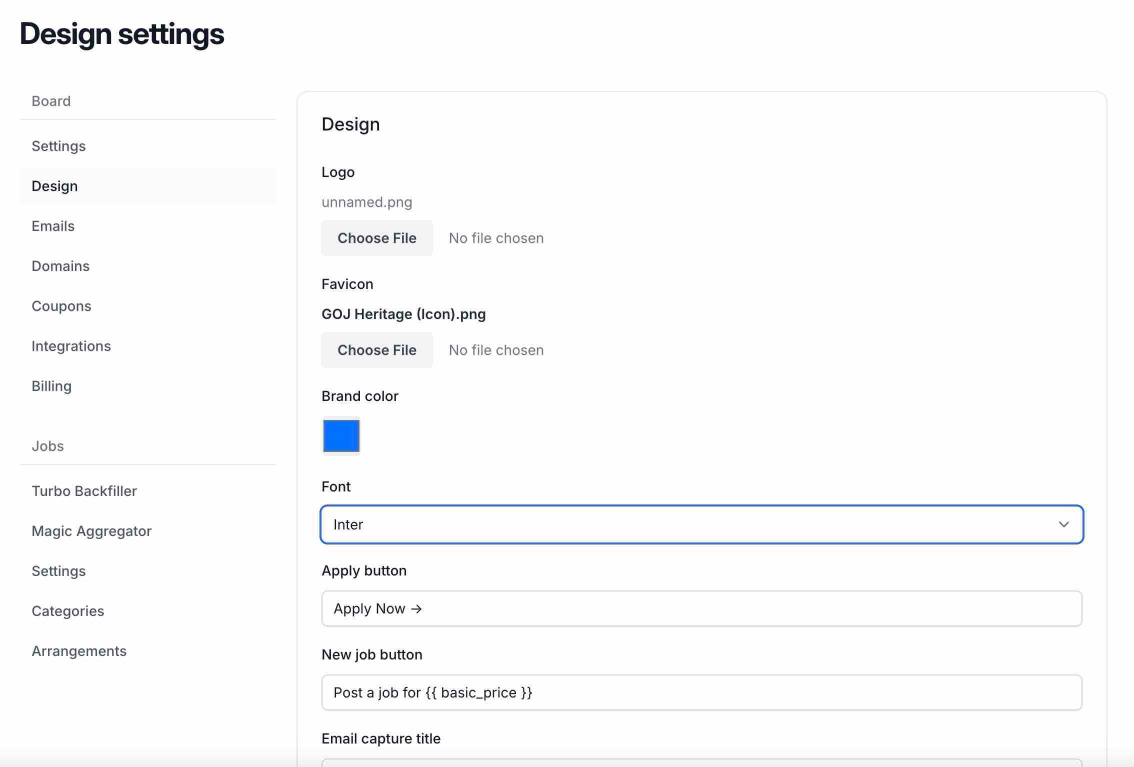 Design settings
Board
Settings
Design
Emails
Domains
Coupons
Integrations
Billing
Jobs
Turbo Backfiller
Magic Aggregator
Settings
Categories
Arrangements
Design
Logo
unnamed.png
Choose File No file chosen
Favicon
GOJ Heritage (Icon).png
Choose File No file chosen
Brand color
Font
Inter
Apply button
Apply Now →
New job button
Post a job for {{ basic_price }}
Email capture title